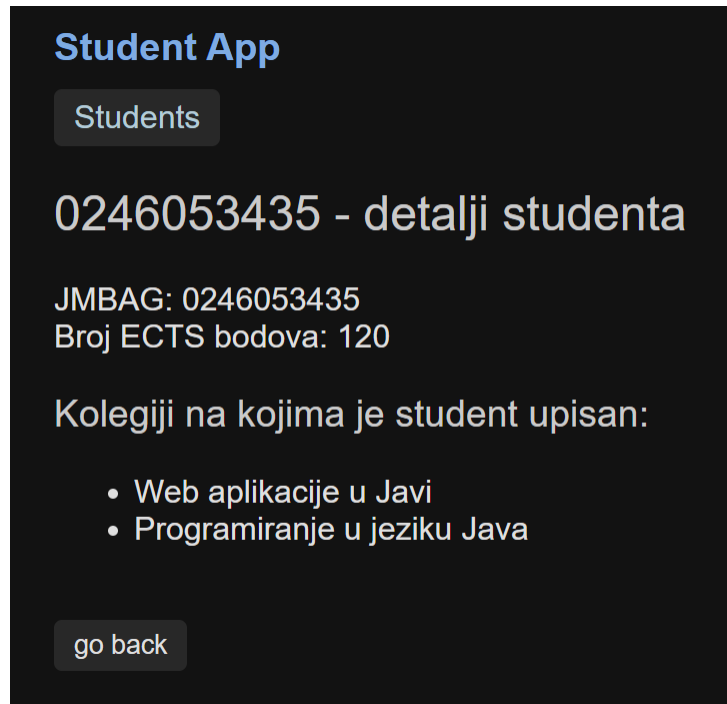 Student App
Students
0246053435 - detalji studenta
JMBAG: 0246053435
Broj ECTS bodova: 120
Kolegiji na kojima je student upisan:
Web aplikacije u Javi
Programiranje u jeziku Java
go back